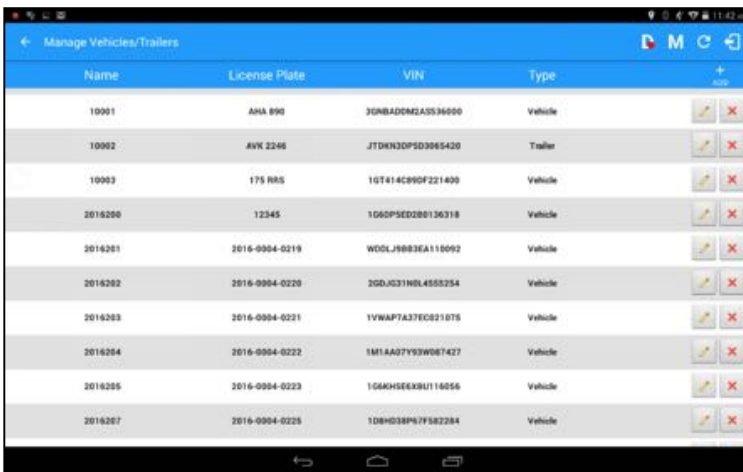 11:42
Manage Vehicles/Trailers
M
Name License Plate VIN Type ADD
10001 AHA 890 3GNBADDM2AS536000 Vehicle
10002 AVK 2246 JTDKN3DP5D3065420 Trailer
10003 175 RRS 1GT414C89DF221400 Vehicle
2016200 12345 1G6DP5ED2B0136318 Vehicle
2016201 2016-0004-0219 WDDLJ9BB3EA110092 Vehicle
2016202 2016-0004-0220 2GDJG31N0L4555254 Vehicle
2016203 2016-0004-0221 1VWAP7A37EC021075 Vehicle
2016204 2016-0004-0222 1M1AA07Y93W087427 Vehicle
2016205 2016-0004-0223 1G6KHSE6XBU116056 Vehicle
2016207 2016-0004-0225 1D8HD38P67F582284 Vehicle